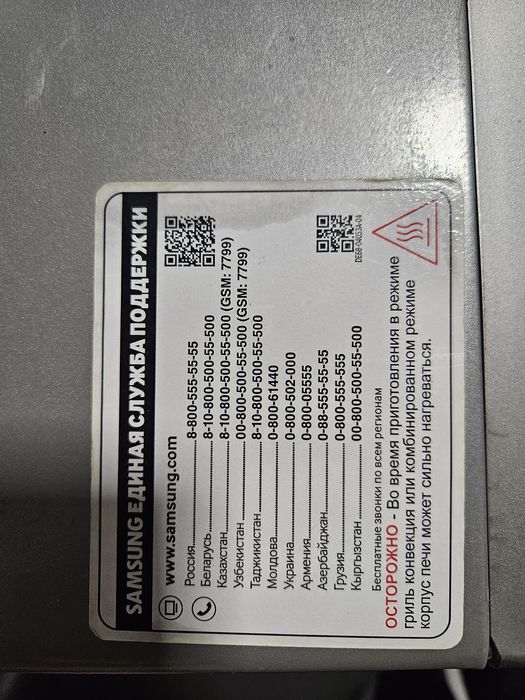 SAMSUNG ЕДИНАЯ СЛУЖБА ПОДДЕРЖКИ
www.samsung.com
Россия 8-800-555-55-55
Беларусь 8-10-800-500-55-500
Казахстан 8-10-800-500-55-500 (GSM: 7799)
Узбекистан 00-800-500-55-500 (GSM: 7799)
Таджикистан 8-10-800-500-55-500
Молдова 0-800-61440
Украина 0-800-502-000
Армения 0-800-05555
Азербайджан 0-88-555-55-55
Грузия 0-800-555-555
Кыргызстан 00-800-500-55-500
DE68-04053A-04
Бесплатные звонки по всем регионам
ОСТОРОЖНО - Во время приготовления в режиме
гриль конвекция или комбинированном режиме
корпус печи может сильно нагреваться.